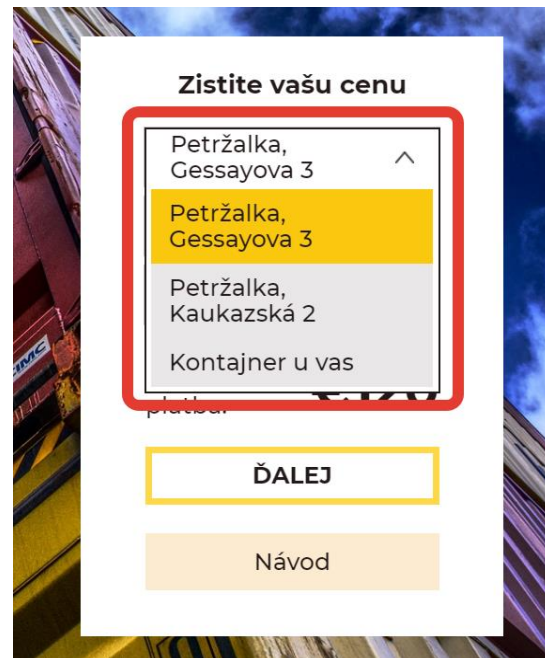 Zistite vašu cenu
Petržalka,
Gessayova 3
Petržalka,
Gessayova 3
Petržalka,
Kaukazská 2
Kontajner u vas
ĎALEJ
Návod